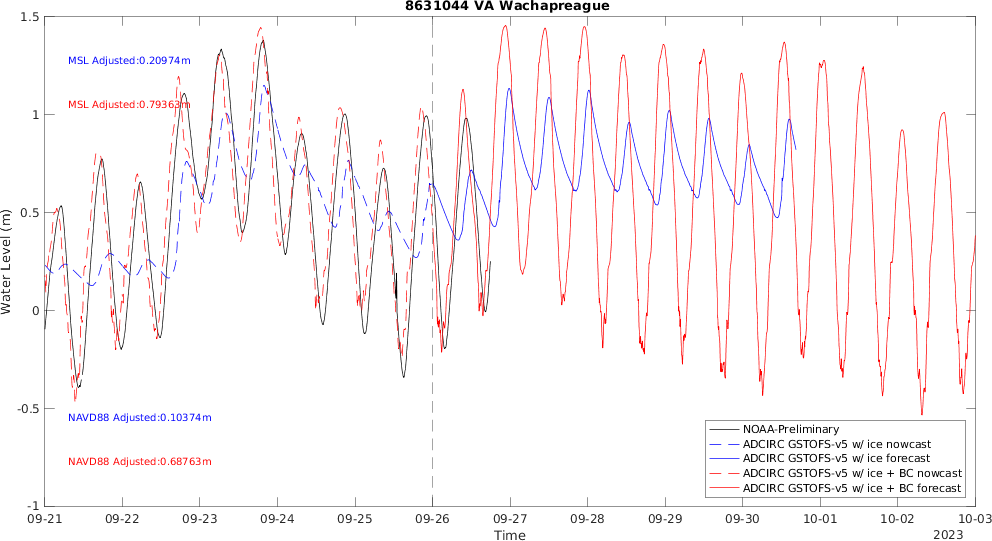 8631044 VA Wachapreague
1.5
1
0.5
0
-0.5
-1
Water Level (m)
MSL Adjusted:0.20974m
MSL Adjusted:0.79363m
NAVD88 Adjusted:0.10374m
NAVD88 Adjusted:0.68763m
NOAA-Preliminary
ADCIRC GSTOFS-v5 w/ ice nowcast
ADCIRC GSTOFS-v5 w/ ice forecast
ADCIRC GSTOFS-v5 w/ ice + BC nowcast
ADCIRC GSTOFS-v5 w/ ice + BC forecast
09-21 09-22 09-23 09-24 09-25 09-26 09-27 09-28 09-29 09-30 10-01 10-02 10-03
Time
2023